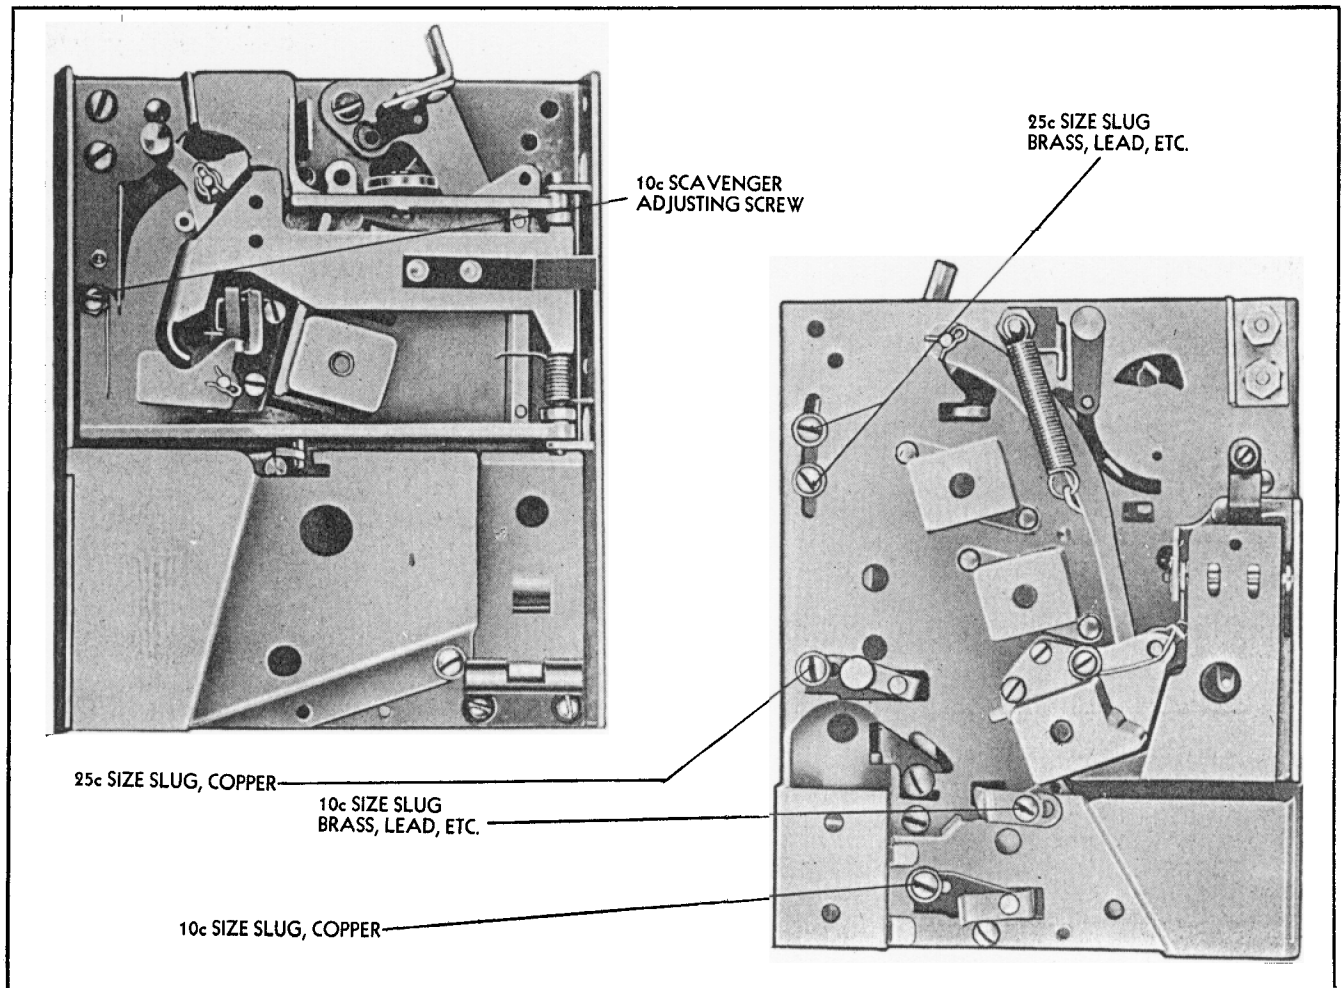 25c SIZE SLUG
BRASS, LEAD, ETC.
10c SCAVENGER
ADJUSTING SCREW
25c SIZE SLUG, COPPER
10c SIZE SLUG
BRASS, LEAD, ETC.
10c SIZE SLUG, COPPER